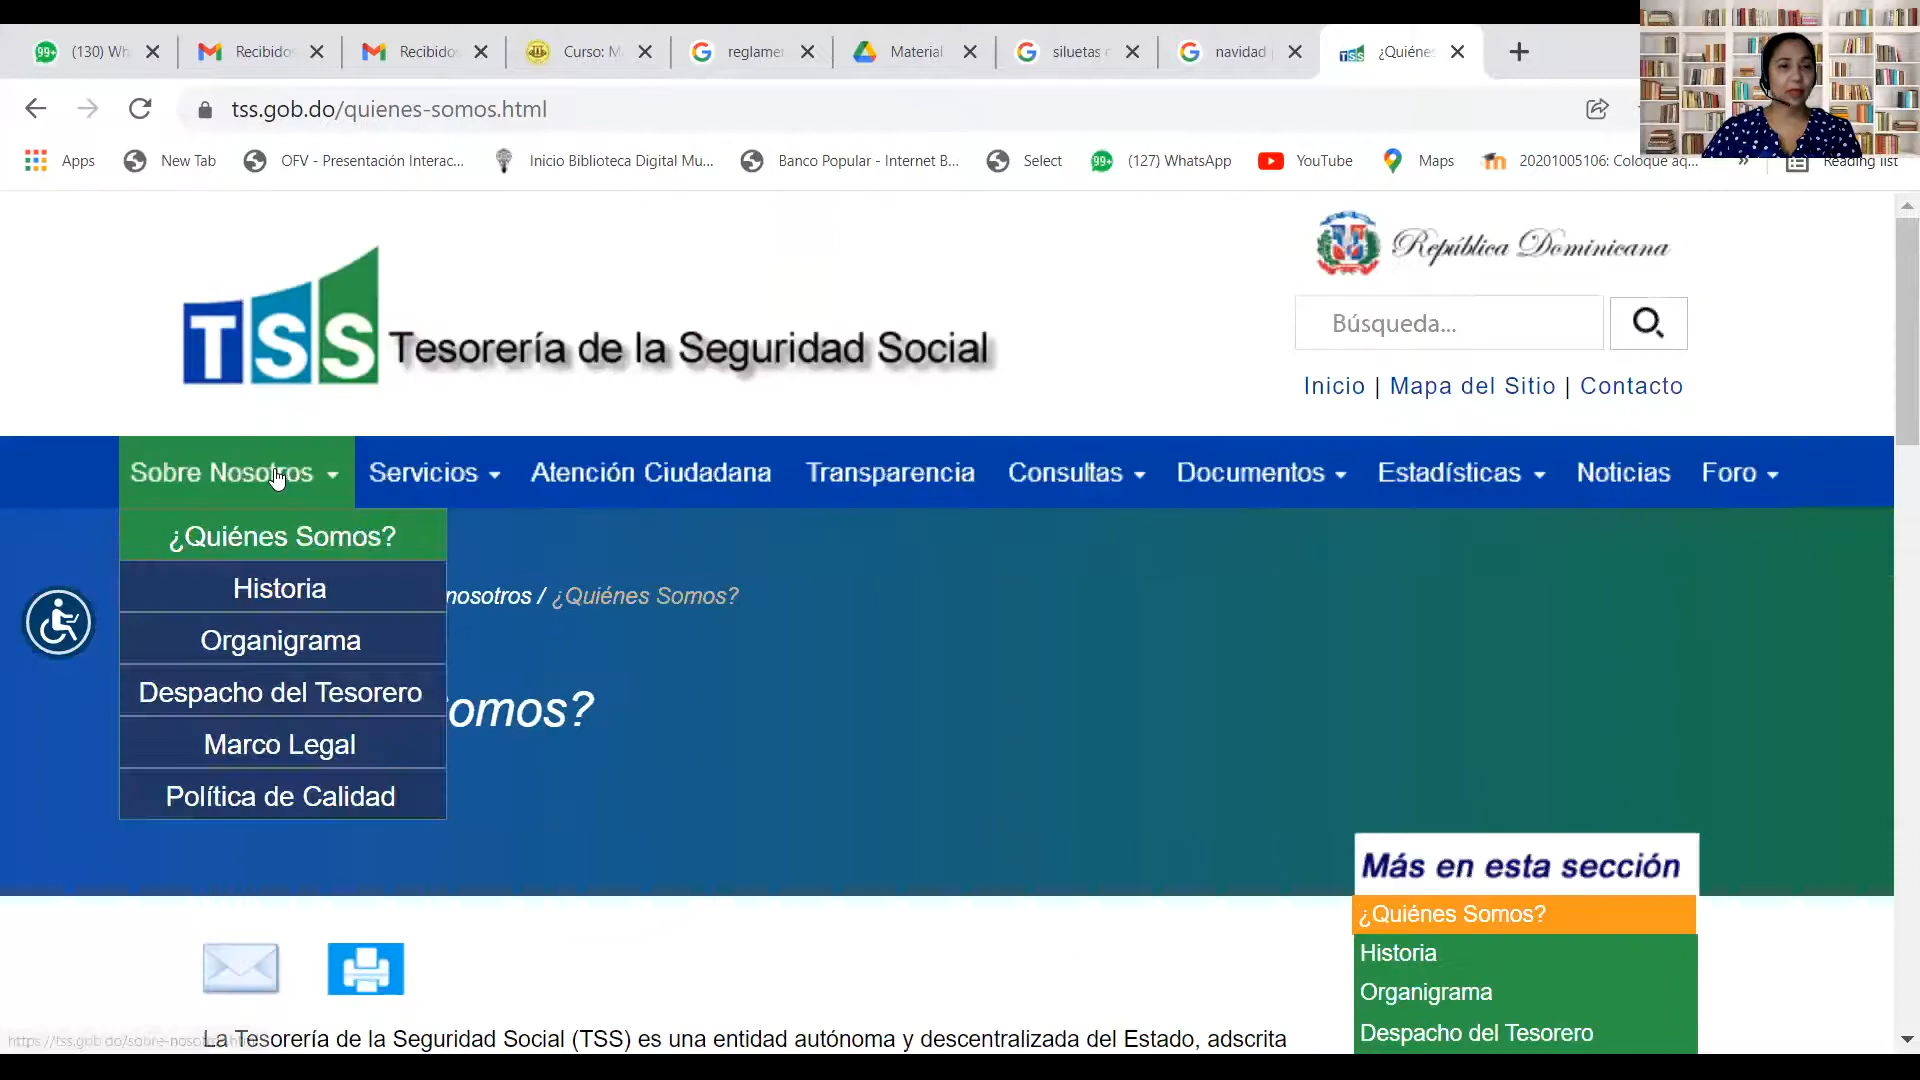 (130) Wh
Recibido
Recibido
Curso: M
reglame
Material
siluetas
navidad
¿Quiénes
tss.gob.do/quienes-somos.html
Apps
New Tab
OFV - Presentación Interac...
Inicio Biblioteca Digital Mu...
Banco Popular - Internet B...
Select
(127) WhatsApp
YouTube
Maps
20201005106: Coloque aq...
»
Reading list
República Dominicana
TSS Tesorería de la Seguridad Social
Búsqueda...
Inicio | Mapa del Sitio | Contacto
Sobre Nosotros
Servicios
Atención Ciudadana
Transparencia
Consultas
Documentos
Estadísticas
Noticias
Foro
¿Quiénes Somos?
Historia
Organigrama
Despacho del Tesorero
Marco Legal
Política de Calidad
nosotros / ¿Quiénes Somos?
omos?
Más en esta sección
¿Quiénes Somos?
Historia
Organigrama
Despacho del Tesorero
La Tesorería de la Seguridad Social (TSS) es una entidad autónoma y descentralizada del Estado, adscrita